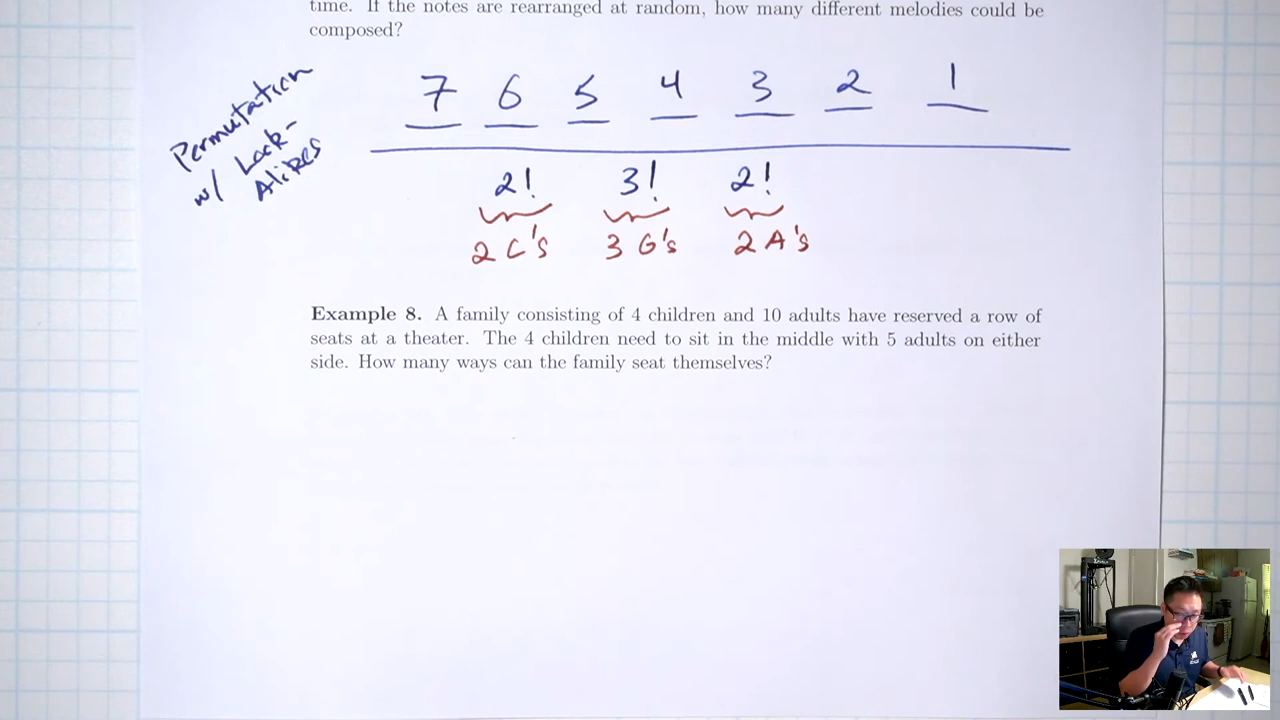 time. If the notes are rearranged at random, how many different melodies could be
composed?
Permutation
w/ Look-
Alikes
7 6 5 4 3 2 1
2! 3! 2!
2 C's 3 G's 2 A's
Example 8. A family consisting of 4 children and 10 adults have reserved a row of
seats at a theater. The 4 children need to sit in the middle with 5 adults on either
side. How many ways can the family seat themselves?